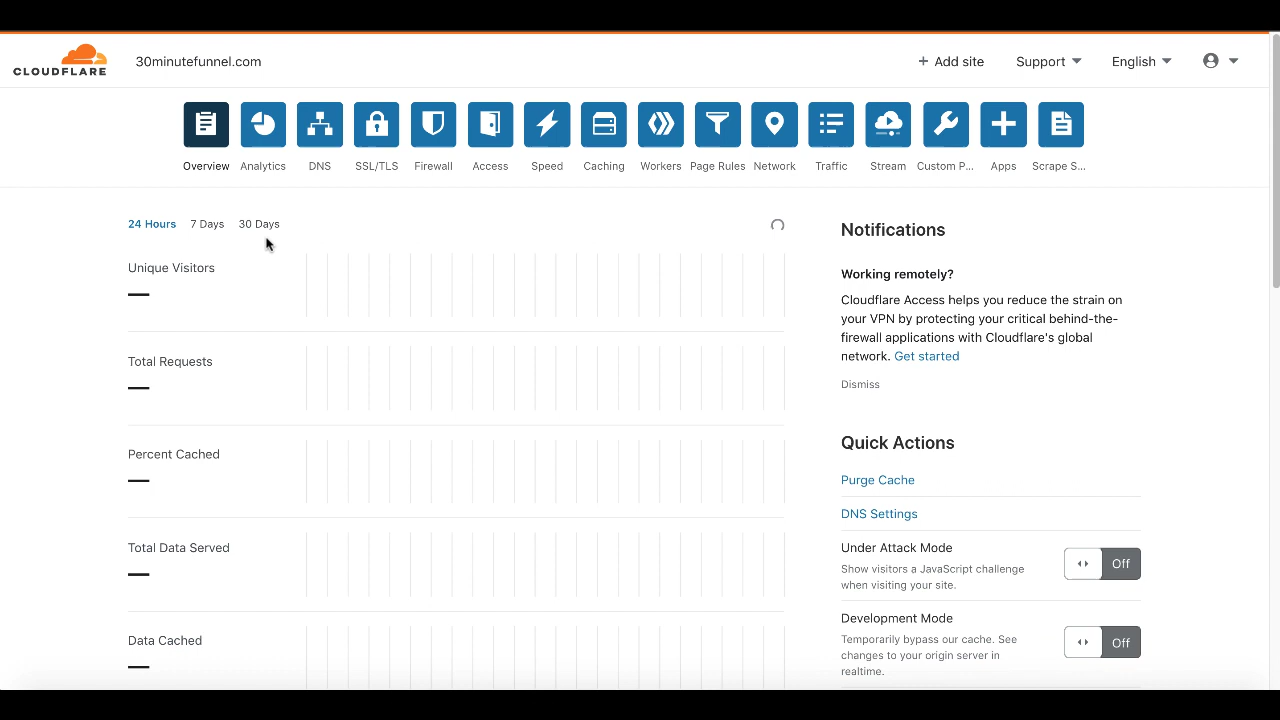 CLOUDFLARE
30minutefunnel.com
Add site
Support
English
Overview
Analytics
DNS
SSL/TLS
Firewall
Access
Speed
Caching
Workers
Page Rules
Network
Traffic
Stream
Custom P...
Apps
Scrape S...
24 Hours 7 Days 30 Days
Unique Visitors
—
Total Requests
—
Percent Cached
—
Total Data Served
—
Data Cached
—
Notifications
Working remotely?
Cloudflare Access helps you reduce the strain on
your VPN by protecting your critical behind-the-
firewall applications with Cloudflare's global
network. Get started
Dismiss
Quick Actions
Purge Cache
DNS Settings
Under Attack Mode
Show visitors a JavaScript challenge
when visiting your site.
Off
Development Mode
Temporarily bypass our cache. See
changes to your origin server in
realtime.
Off